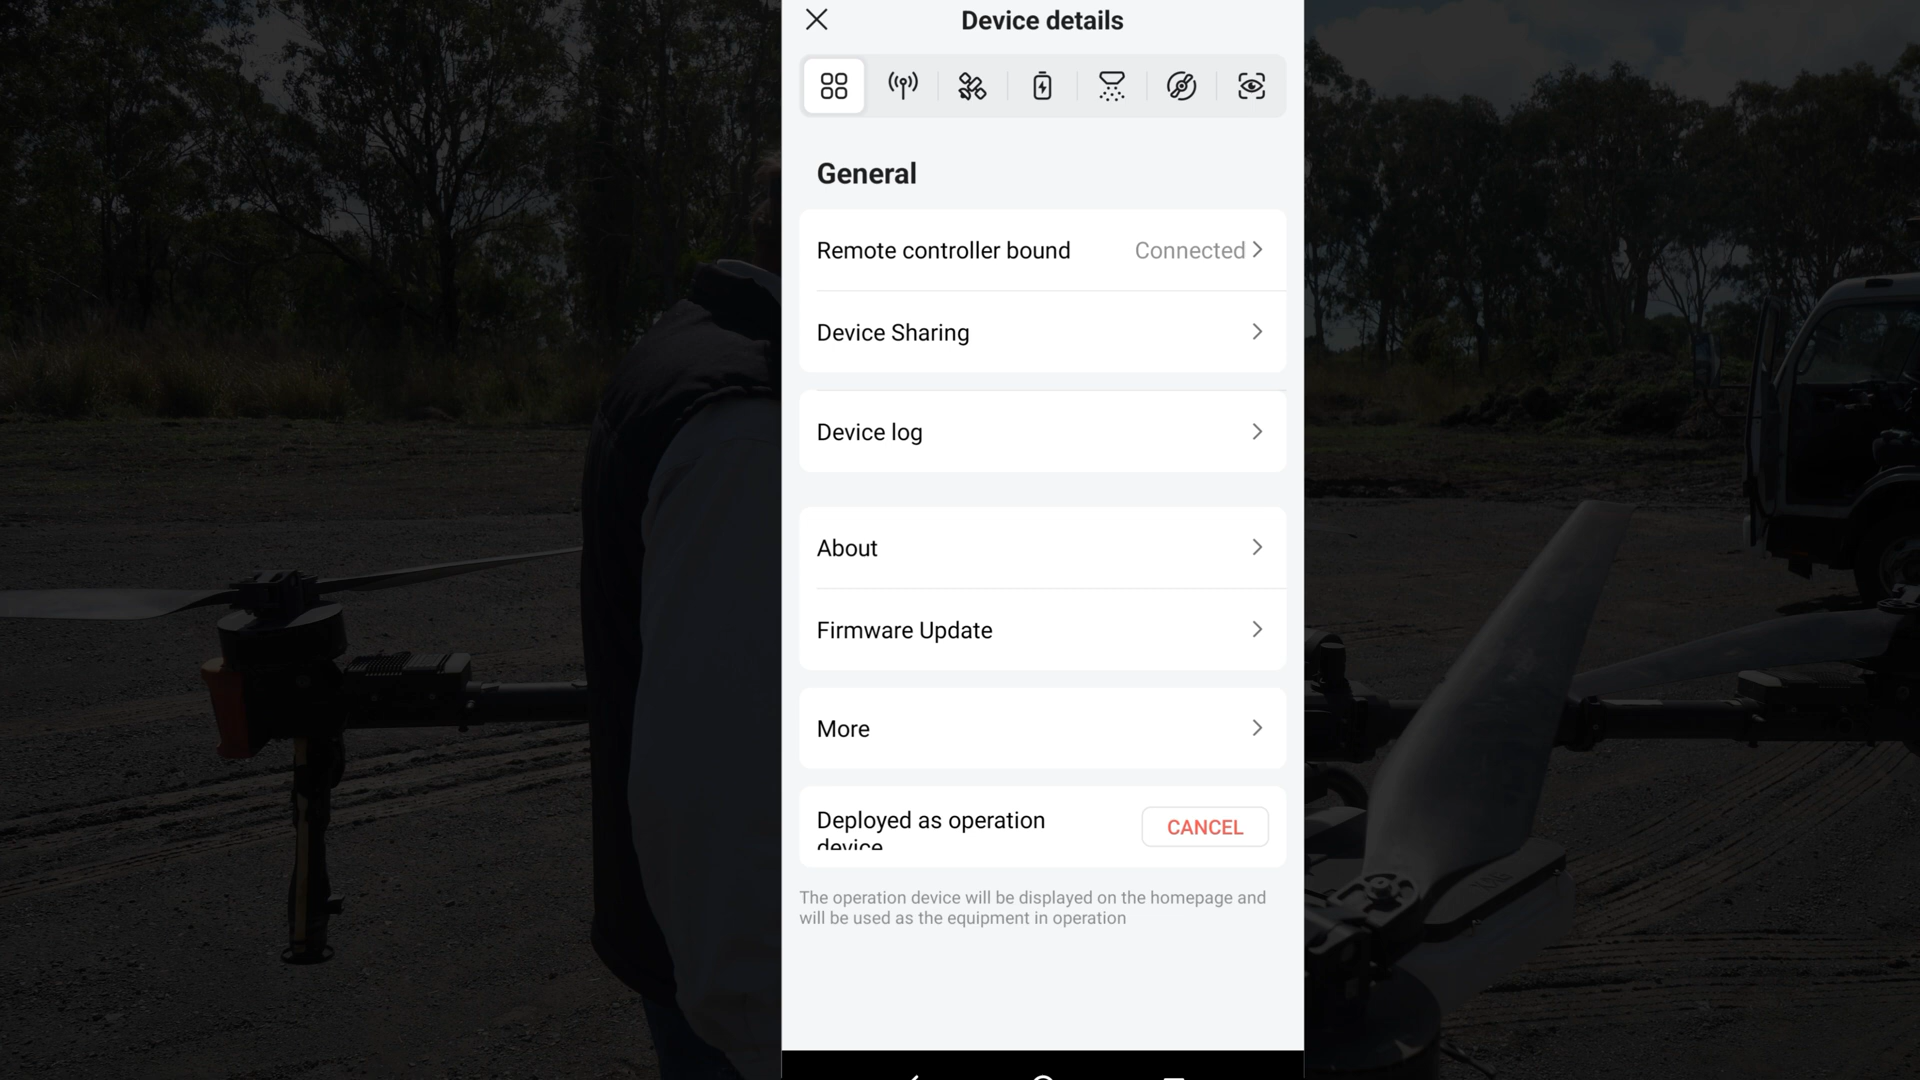 Device details
General
Remote controller bound
Connected
Device Sharing
Device log
About
Firmware Update
More
Deployed as operation
device
CANCEL
The operation device will be displayed on the homepage and
will be used as the equipment in operation